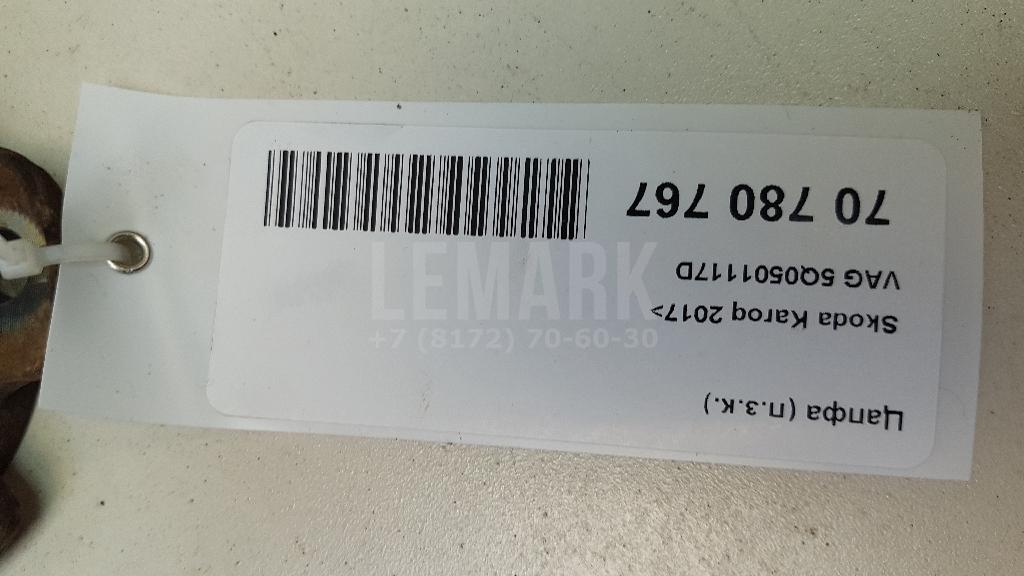 70 780 767
VAG 5Q0501117D
Skoda Karoq 2017>
Цапфа (п.з.к.)
LEMARK
+7 (8172) 70-60-30